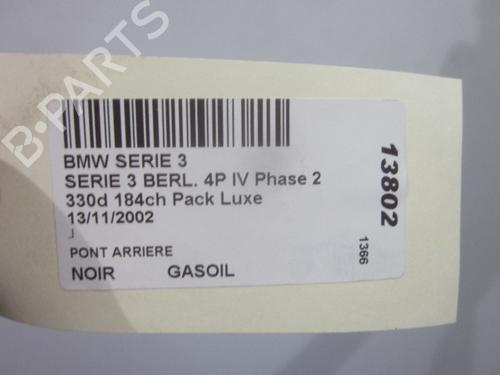 B-PARTS
BMW SERIE 3
SERIE 3 BERL. 4P IV Phase 2
330d 184ch Pack Luxe
13/11/2002
PONT ARRIERE
NOIR GASOIL
13802
1366